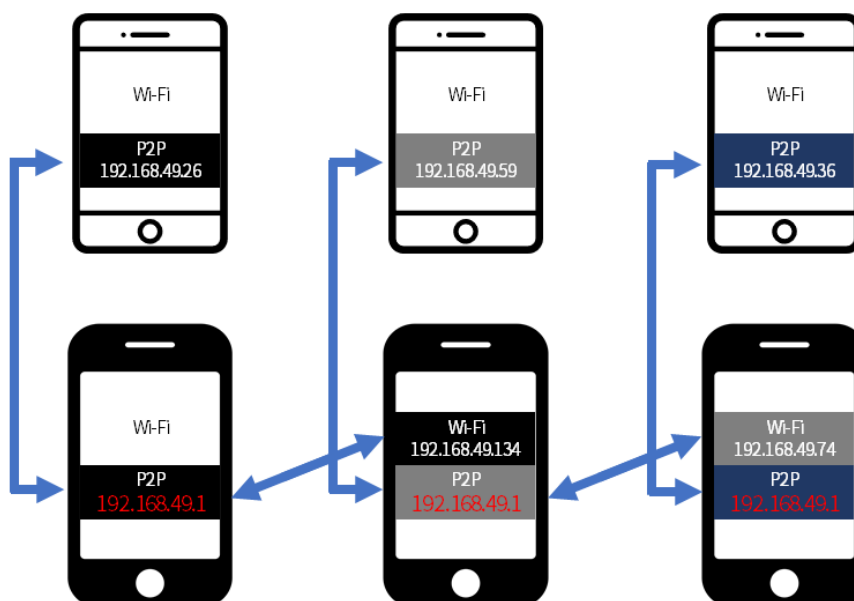 Wi-Fi
P2P
192.168.49.26
Wi-Fi
P2P
192.168.49.59
Wi-Fi
P2P
192.168.49.36
Wi-Fi
P2P
192.168.49.1
Wi-Fi
192.168.49.134
P2P
192.168.49.1
Wi-Fi
192.168.49.74
P2P
192.168.49.1